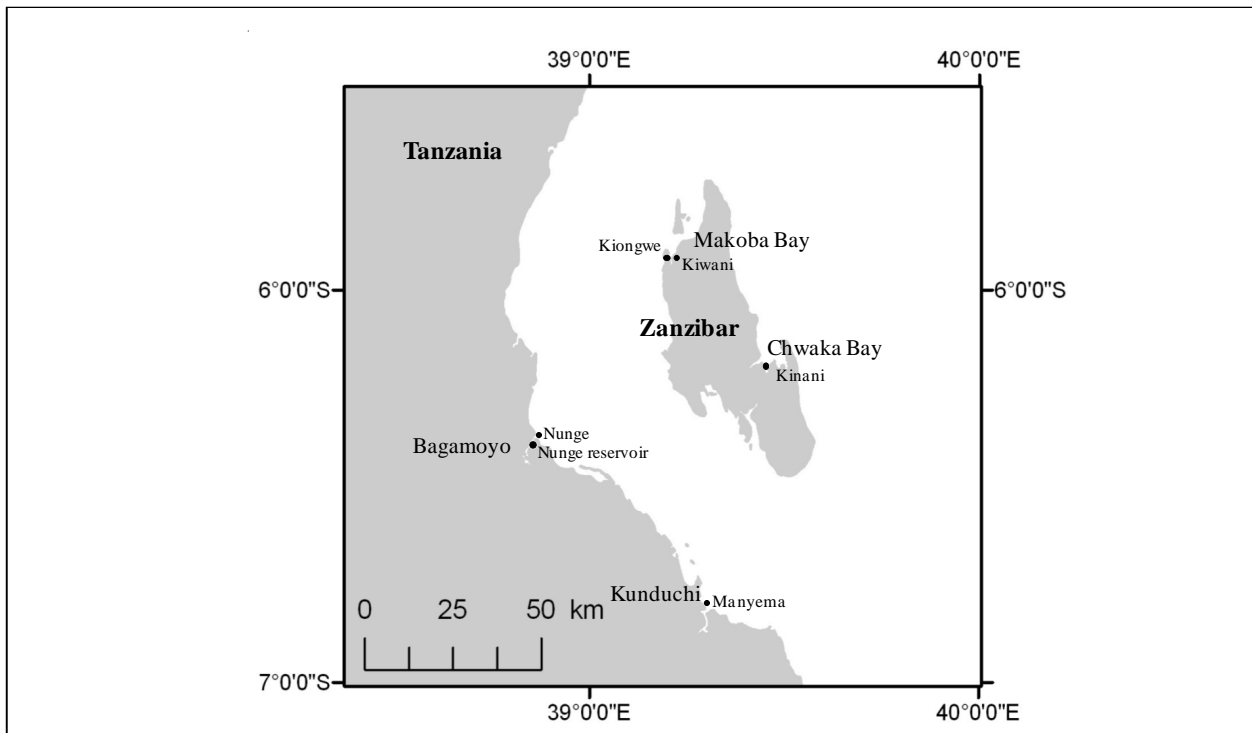 39°0'0"E 40°0'0"E
Tanzania
Kiongwe Makoba Bay
Kiwani
6°0'0"S 6°0'0"S
Zanzibar
Chwaka Bay
Kinani
Nunge
Bagamoyo
Nunge reservoir
Kunduchi Manyema
0 25 50 km
7°0'0"S
39°0'0"E 40°0'0"E